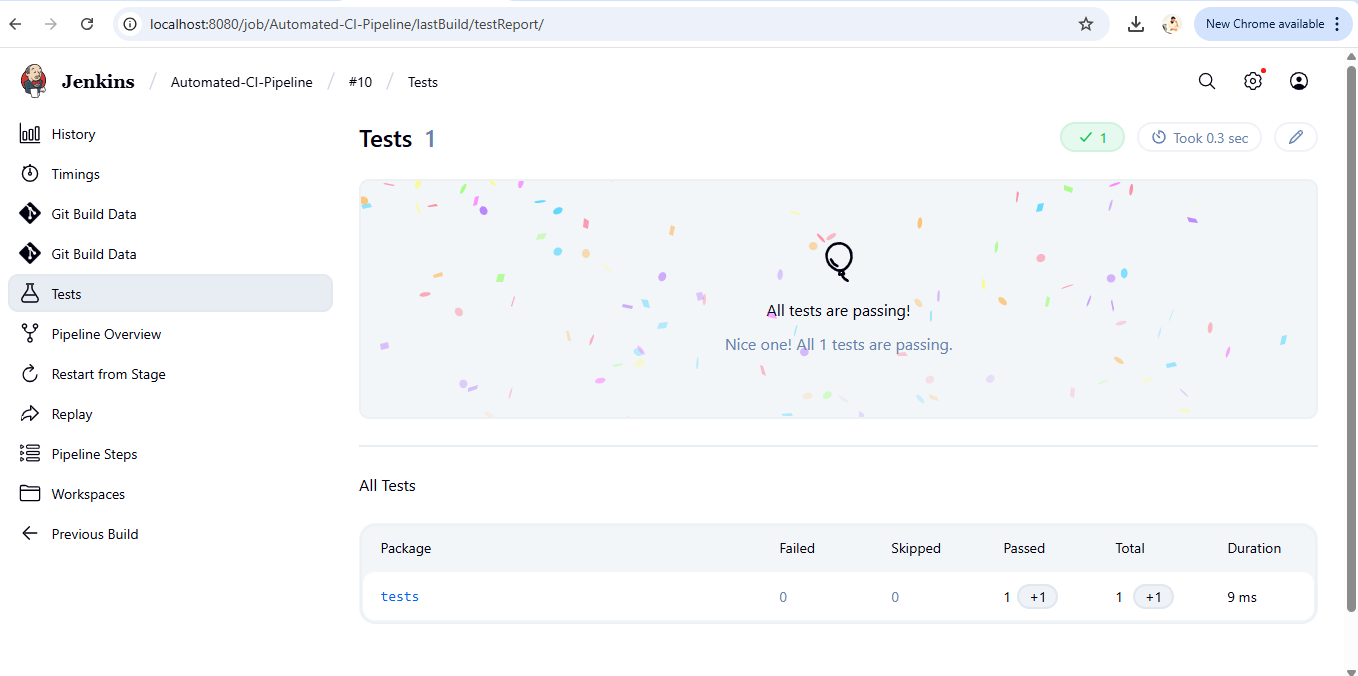 localhost:8080/job/Automated-CI-Pipeline/lastBuild/testReport/
New Chrome available
Jenkins / Automated-CI-Pipeline / #10 / Tests
History
Timings
Git Build Data
Git Build Data
Tests
Pipeline Overview
Restart from Stage
Replay
Pipeline Steps
Workspaces
Previous Build
Tests 1
1
Took 0.3 sec
All tests are passing!
Nice one! All 1 tests are passing.
All Tests
Package Failed Skipped Passed Total Duration
tests 0 0 1 +1 1 +1 9 ms